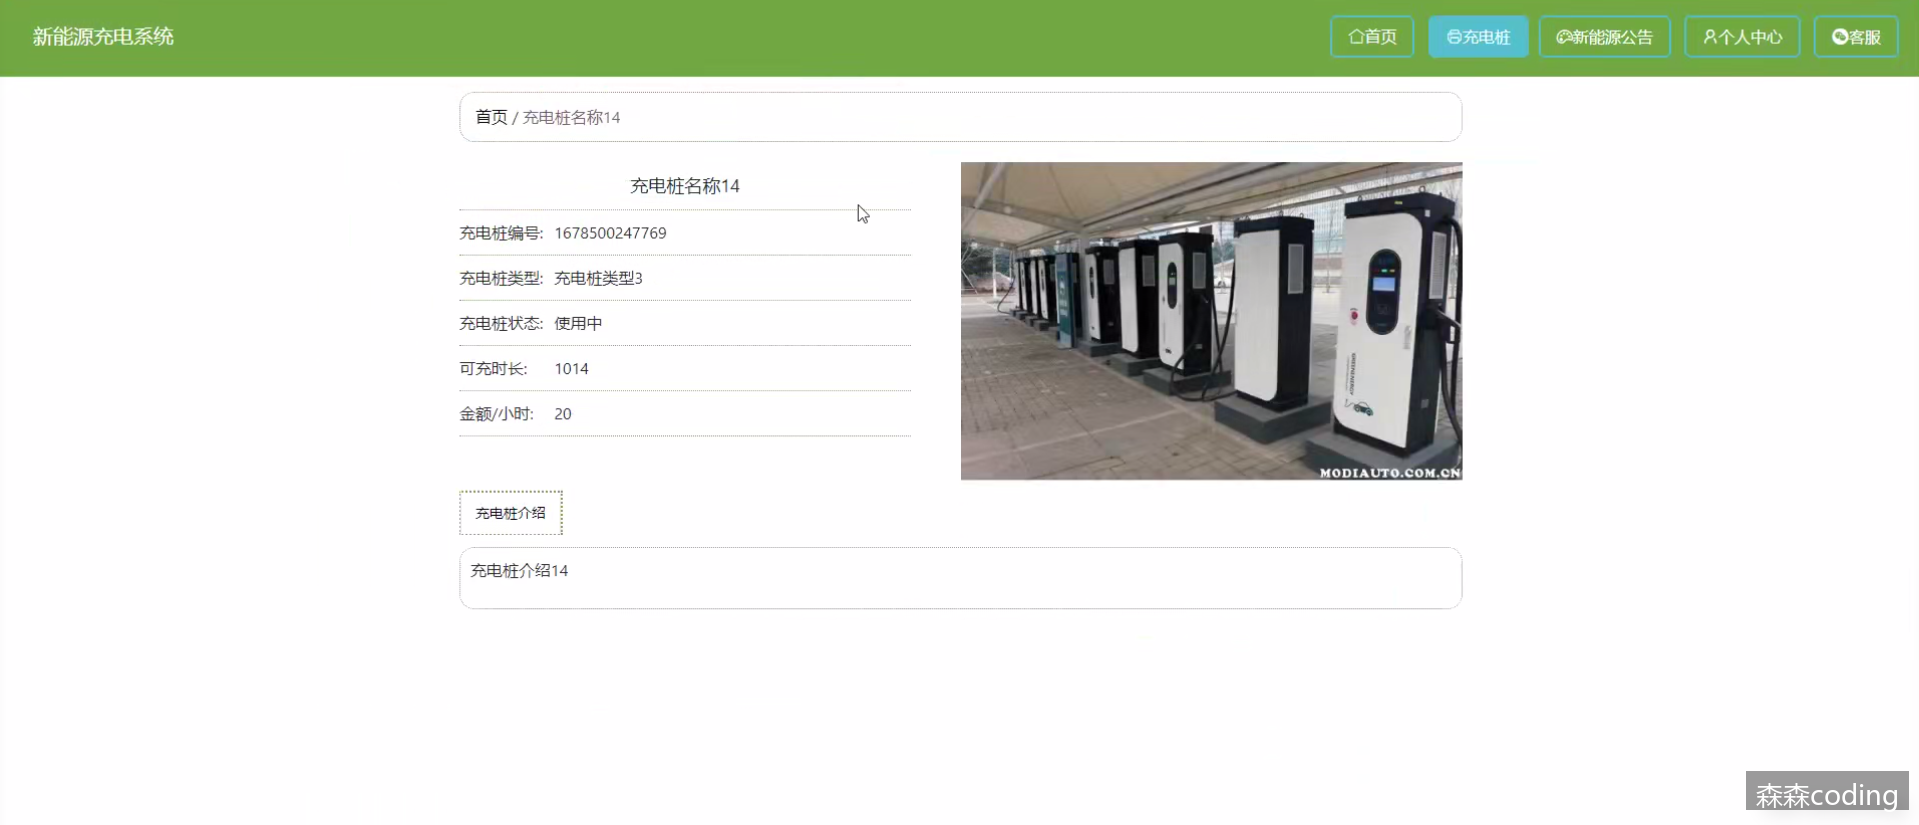 新能源充电系统
首页
充电桩
新能源公告
个人中心
客服
首页 / 充电桩名称14
充电桩名称14
充电桩编号: 1678500247769
充电桩类型: 充电桩类型3
充电桩状态: 使用中
可充时长: 1014
金额/小时: 20
MODIAUTO.COM.CN
充电桩介绍
充电桩介绍14
森森coding